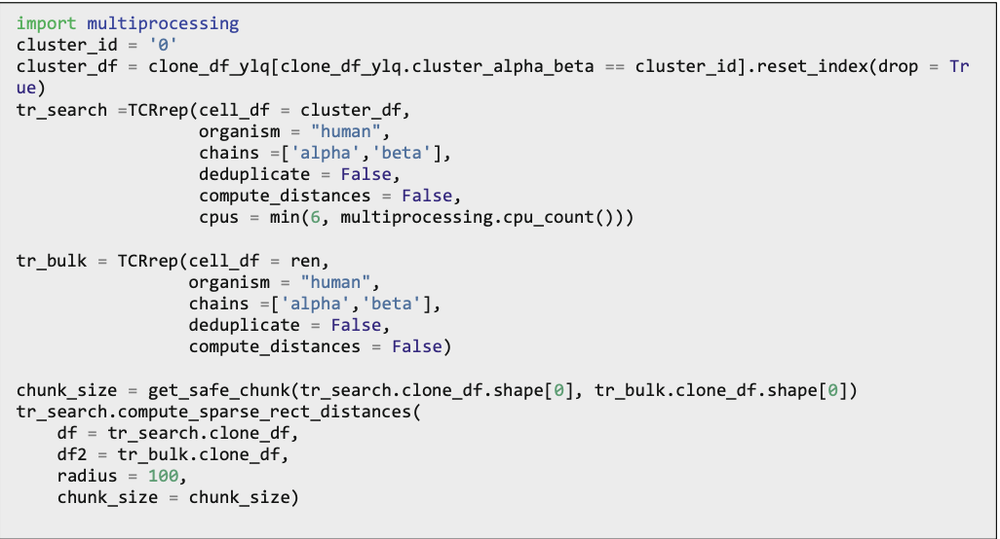 import multiprocessing
cluster_id = '0'
cluster_df = clone_df_ylq[clone_df_ylq.cluster_alpha_beta == cluster_id].reset_index(drop = Tr
ue)
tr_search =TCRrep(cell_df = cluster_df,
                  organism = "human",
                  chains =['alpha','beta'],
                  deduplicate = False,
                  compute_distances = False,
                  cpus = min(6, multiprocessing.cpu_count()))

tr_bulk = TCRrep(cell_df = ren,
                 organism = "human",
                 chains =['alpha','beta'],
                 deduplicate = False,
                 compute_distances = False)

chunk_size = get_safe_chunk(tr_search.clone_df.shape[0], tr_bulk.clone_df.shape[0])
tr_search.compute_sparse_rect_distances(
    df = tr_search.clone_df,
    df2 = tr_bulk.clone_df,
    radius = 100,
    chunk_size = chunk_size)